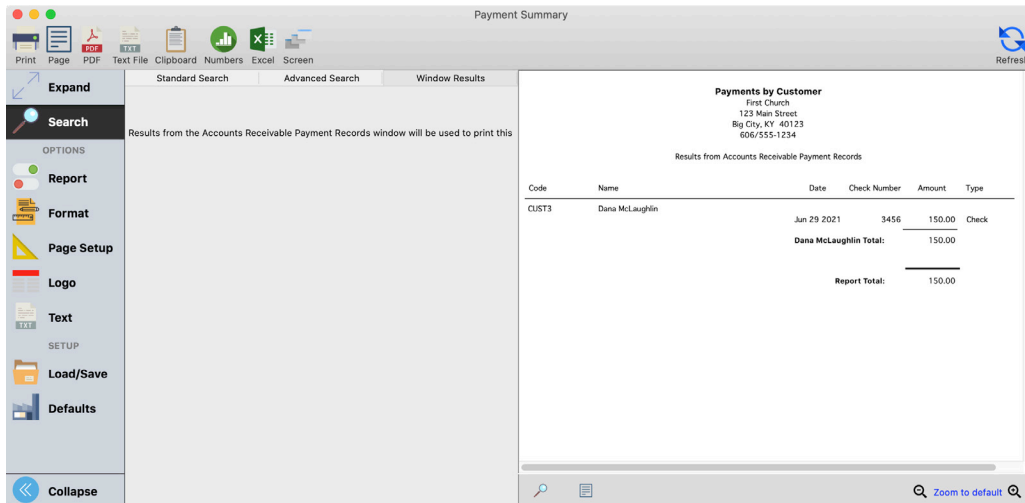 Payment Summary
Print Page PDF Text File Clipboard Numbers Excel Screen Refresh
PDF TXT
Expand
Search
OPTIONS
Report
Format
Page Setup
Logo
Text
TXT
SETUP
Load/Save
Defaults
Collapse
Standard Search Advanced Search Window Results
Results from the Accounts Receivable Payment Records window will be used to print this
Payments by Customer
First Church
123 Main Street
Big City, KY 40123
606/555-1234
Results from Accounts Receivable Payment Records
Code Name Date Check Number Amount Type
CUST3 Dana McLaughlin
Jun 29 2021 3456 150.00 Check
Dana McLaughlin Total: 150.00
Report Total: 150.00
Zoom to default